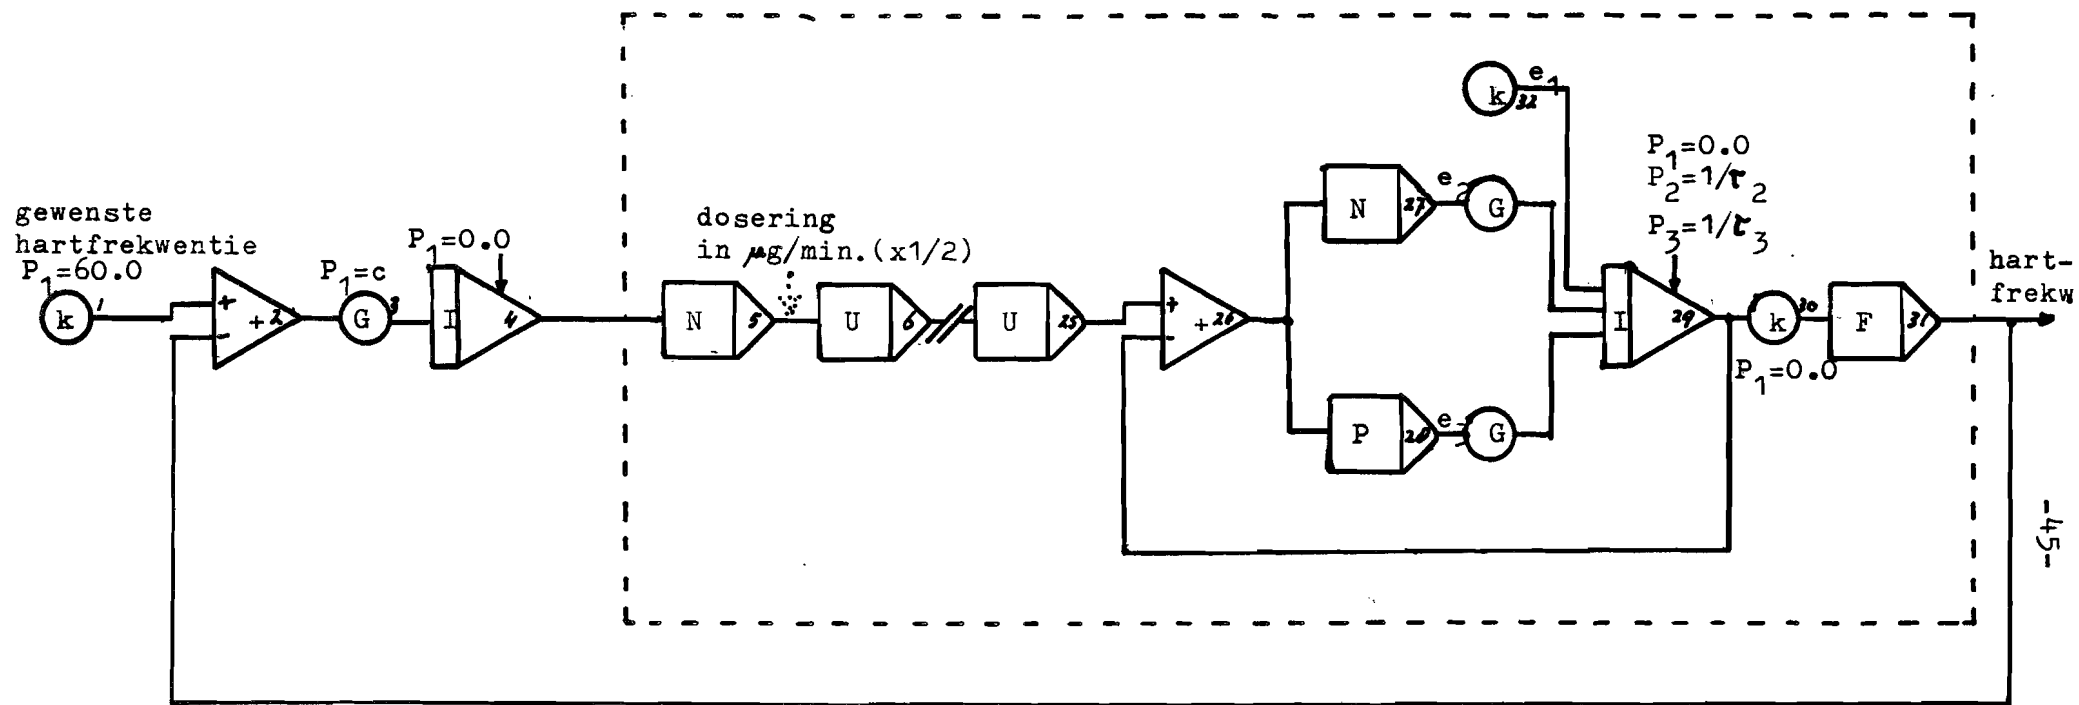 gewenste
hartfrekwentie
P₁=60.0
k
1
+
-
+
2
P₁=c
G
3
P₁=0.0
I
4
dosering
in µg/min.(x1/2)
N
5
U
6
U
25
+
-
+
26
N
27
e₂
G
P
28
e₃
G
k
32
e₁
P₁=0.0
P₂=1/τ₂
P₃=1/τ₃
I
29
k
30
P₁=0.0
F
31
hart-
frekw
-45-